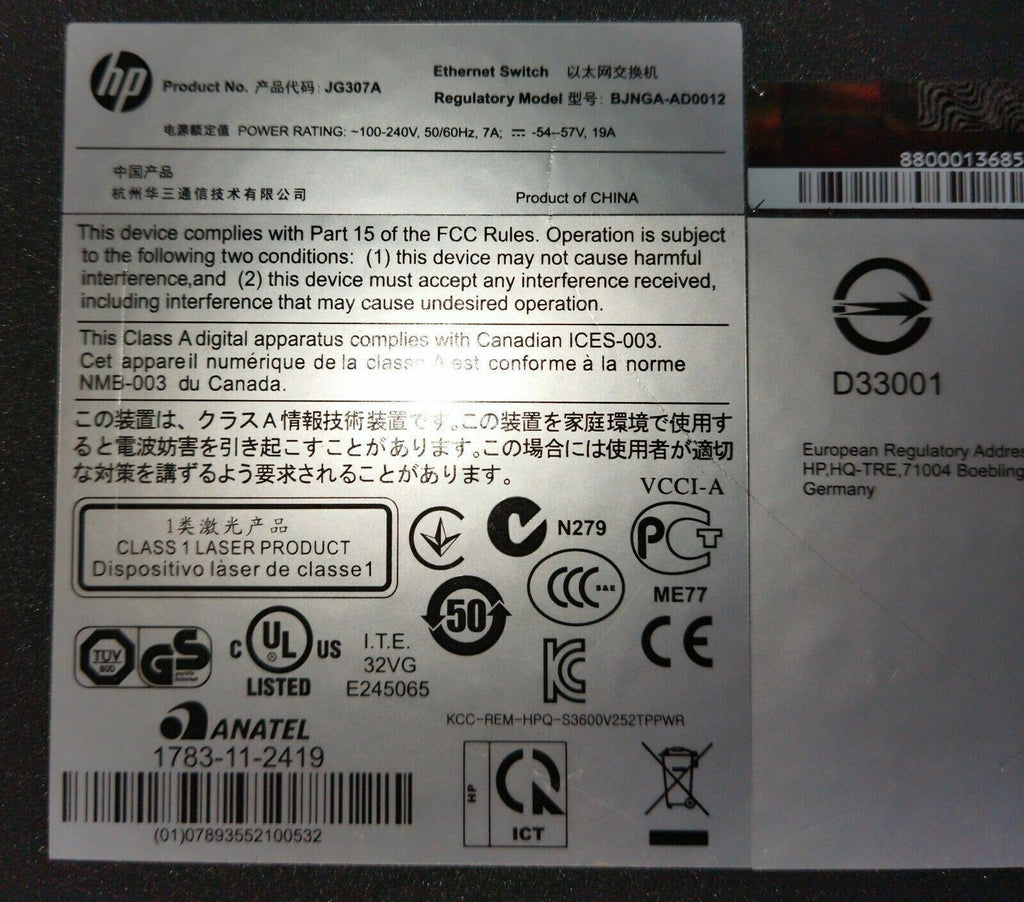 hp
Product No. 产品代码: JG307A
Ethernet Switch 以太网交换机
Regulatory Model 型号: BJNGA-AD0012
电源额定值 POWER RATING: ~100-240V, 50/60Hz, 7A; ⎓ -54--57V, 19A
中国产品
杭州华三通信技术有限公司
Product of CHINA
This device complies with Part 15 of the FCC Rules. Operation is subject
to the following two conditions: (1) this device may not cause harmful
interference,and (2) this device must accept any interference received,
including interference that may cause undesired operation.
This Class A digital apparatus complies with Canadian ICES-003.
Cet appareil numérique de la classe A est conforme à la norme
NMB-003 du Canada.
この装置は、クラスA情報技術装置です。この装置を家庭環境で使用す
ると電波妨害を引き起こすことがあります。この場合には使用者が適切
な対策を講ずるよう要求されることがあります。
VCCI-A
1类激光产品
CLASS 1 LASER PRODUCT
Dispositivo làser de classe1
N279
PCT
ME77
CCC S&E
50
TÜV
SÜD
GS
C UL ® US
LISTED
I.T.E.
32VG
E245065
CE
KC
KCC-REM-HPQ-S3600V252TPPWR
ANATEL
1783-11-2419
(01)07893552100532
HP
ICT
8800013685
D33001
European Regulatory Addre
HP,HQ-TRE,71004 Boebling
Germany